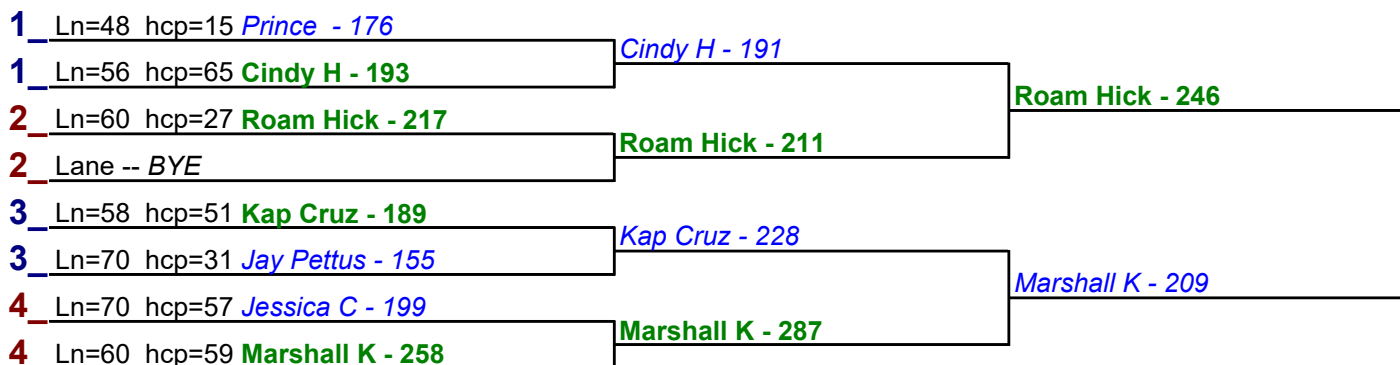 1_ Ln=48 hcp=15 Prince - 176
Cindy H - 191
1_ Ln=56 hcp=65 Cindy H - 193
Roam Hick - 246
2_ Ln=60 hcp=27 Roam Hick - 217
Roam Hick - 211
2_ Lane -- BYE
3_ Ln=58 hcp=51 Kap Cruz - 189
Kap Cruz - 228
3_ Ln=70 hcp=31 Jay Pettus - 155
Marshall K - 209
4_ Ln=70 hcp=57 Jessica C - 199
Marshall K - 287
4 Ln=60 hcp=59 Marshall K - 258